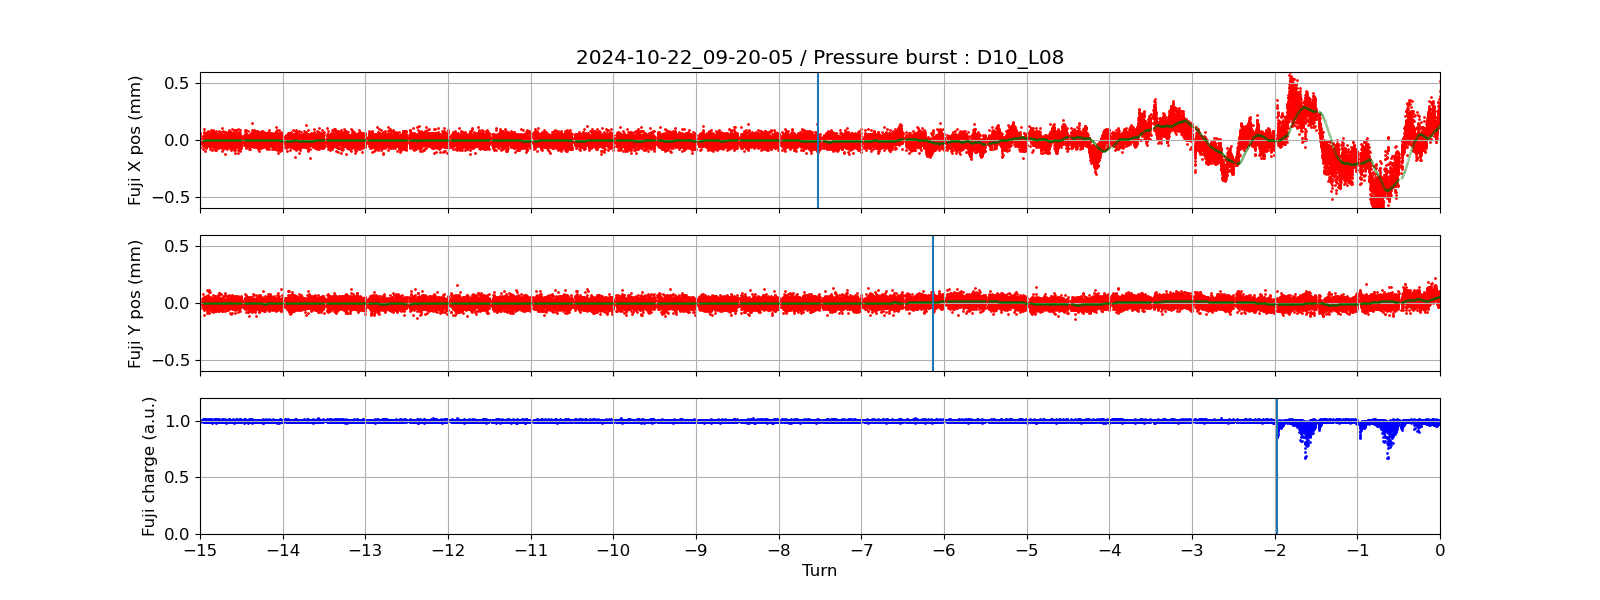 2024-10-22_09-20-05 / Pressure burst : D10_L08
Fuji X pos (mm)
0.5
0.0
−0.5
Fuji Y pos (mm)
0.5
0.0
−0.5
Fuji charge (a.u.)
1.0
0.5
0.0
−15 −14 −13 −12 −11 −10 −9 −8 −7 −6 −5 −4 −3 −2 −1 0
Turn